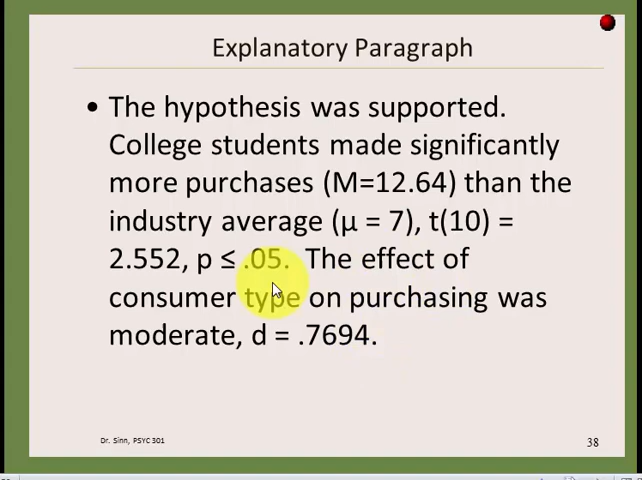 Explanatory Paragraph
• The hypothesis was supported.
College students made significantly
more purchases (M=12.64) than the
industry average (µ = 7), t(10) =
2.552, p ≤ .05.  The effect of
consumer type on purchasing was
moderate, d = .7694.
Dr. Sinn, PSYC 301
38